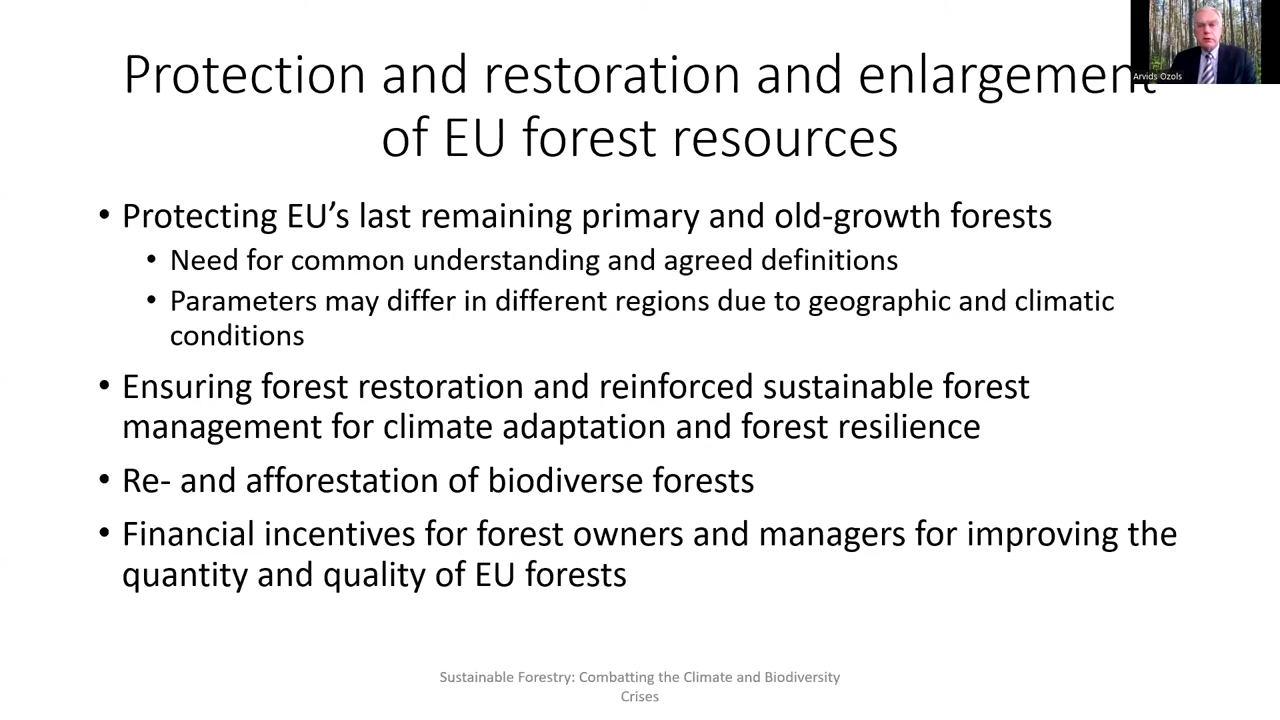 Protection and restoration and enlargement
of EU forest resources
Arvids Ozols
• Protecting EU’s last remaining primary and old-growth forests
• Need for common understanding and agreed definitions
• Parameters may differ in different regions due to geographic and climatic
conditions
• Ensuring forest restoration and reinforced sustainable forest
management for climate adaptation and forest resilience
• Re- and afforestation of biodiverse forests
• Financial incentives for forest owners and managers for improving the
quantity and quality of EU forests
Sustainable Forestry: Combatting the Climate and Biodiversity
Crises